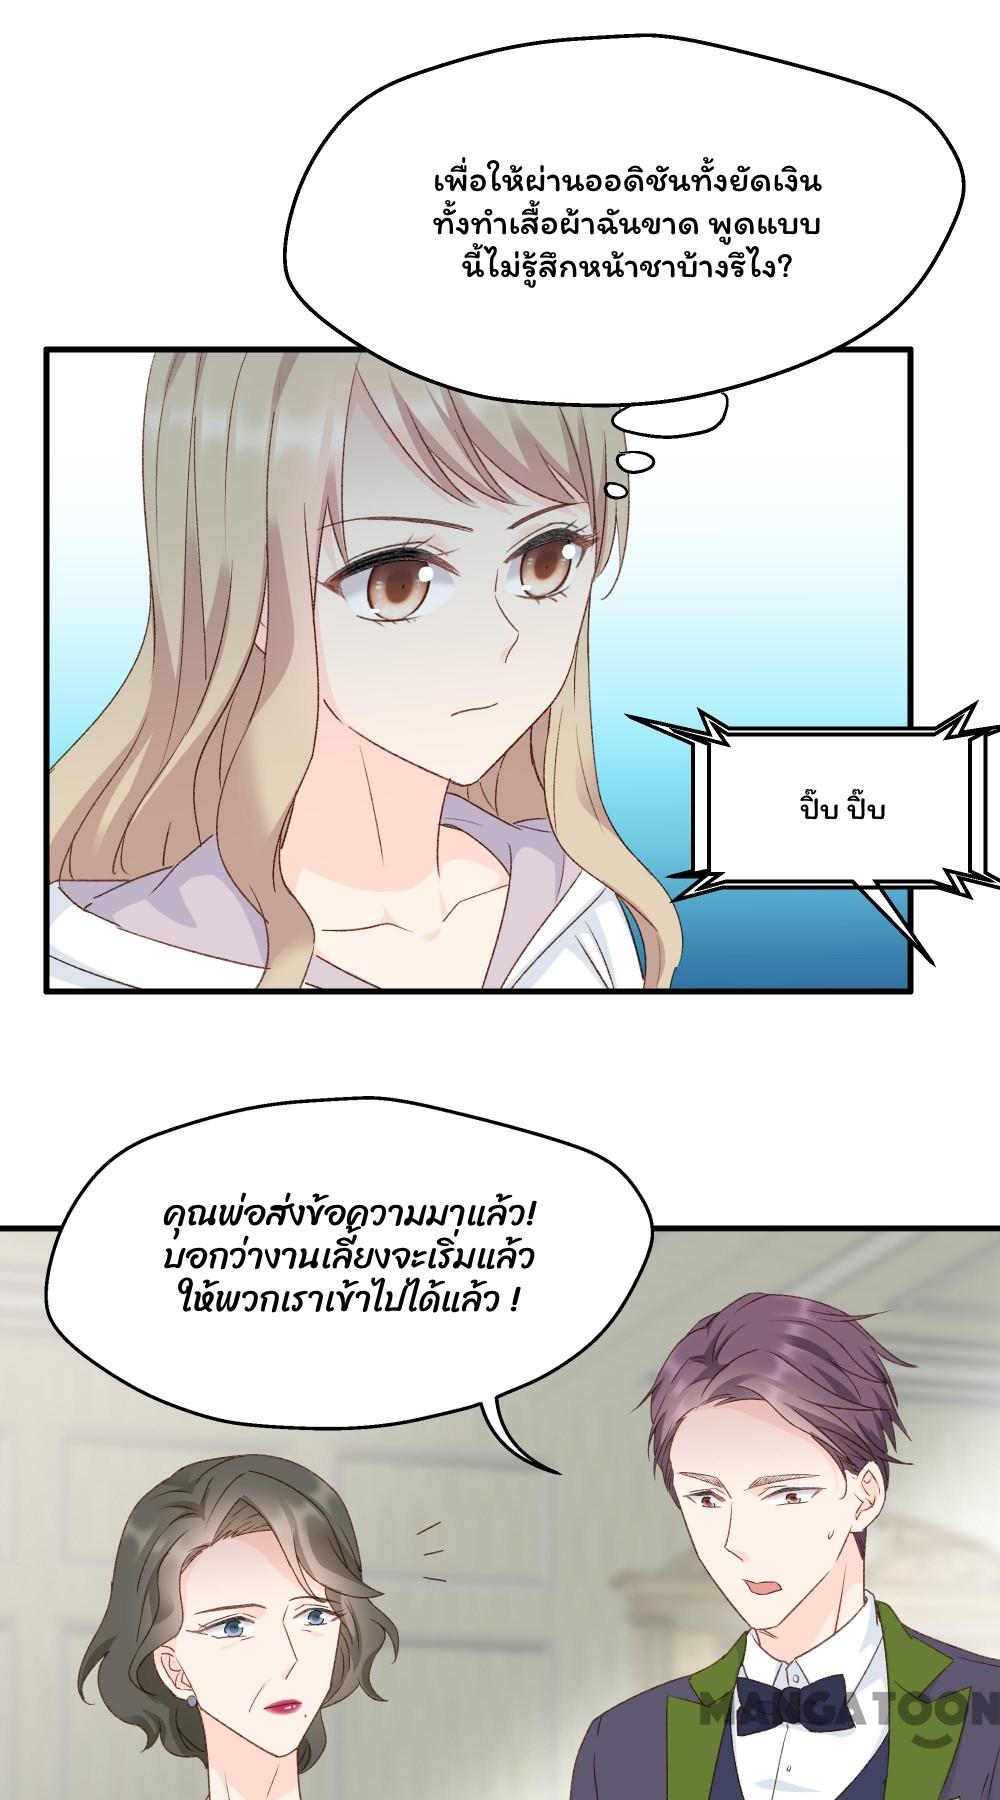 เพื่อให้ผ่านออดิชันทั้งยัดเงิน
ทั้งทำเสื้อผ้าฉันขาด พูดแบบ
นี้ไม่รู้สึกหน้าชาบ้างรึไง?
ปิ๊บ ปิ๊บ
คุณพ่อส่งข้อความมาแล้ว!
บอกว่างานเลี้ยงจะเริ่มแล้ว
ให้พวกเราเข้าไปได้แล้ว !
MANGATOON